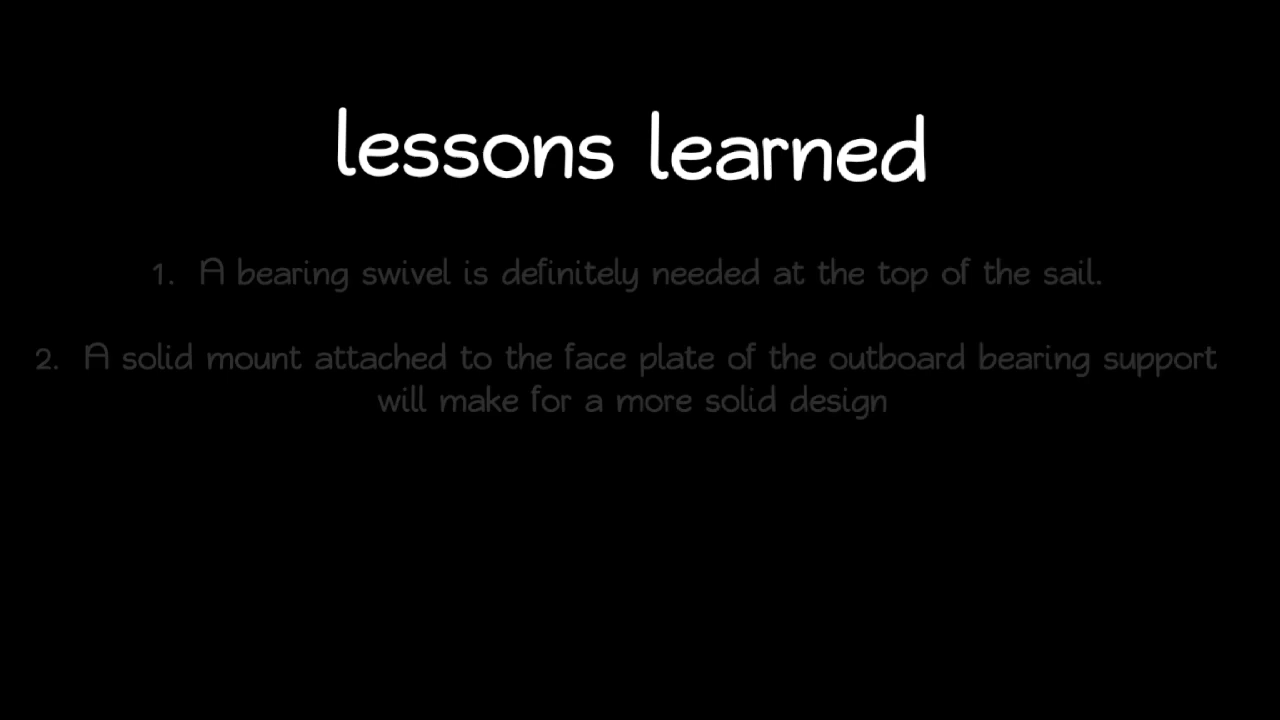 lessons learned
1. A bearing swivel is definitely needed at the top of the sail.
2. A solid mount attached to the face plate of the outboard bearing support
will make for a more solid design